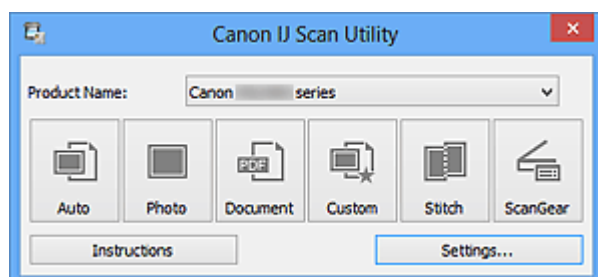 Canon IJ Scan Utility
Product Name: Canon series
PDF
Auto Photo Document Custom Stitch ScanGear
Instructions Settings...